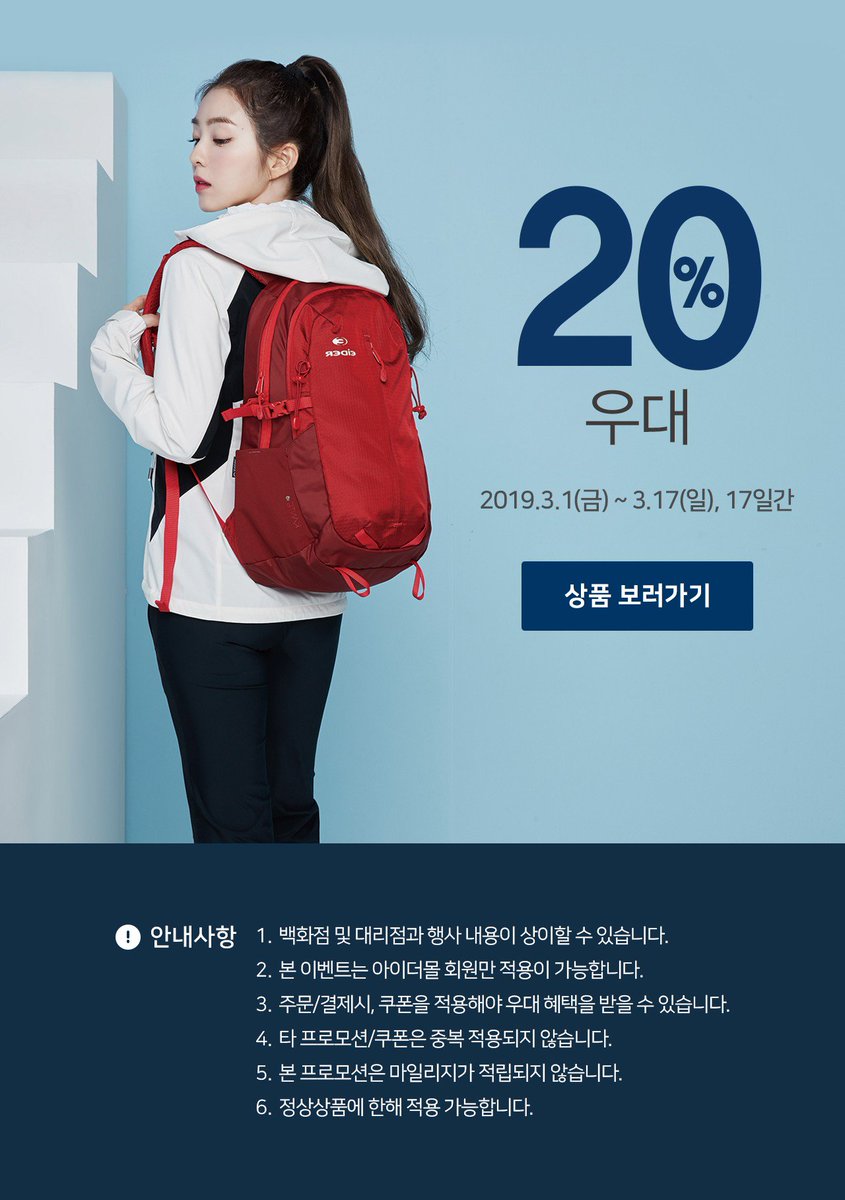 EIDER
20%
우대
2019.3.1(금) ~ 3.17(일), 17일간
상품 보러가기
! 안내사항
1. 백화점 및 대리점과 행사 내용이 상이할 수 있습니다.
2. 본 이벤트는 아이더몰 회원만 적용이 가능합니다.
3. 주문/결제시, 쿠폰을 적용해야 우대 혜택을 받을 수 있습니다.
4. 타 프로모션/쿠폰은 중복 적용되지 않습니다.
5. 본 프로모션은 마일리지가 적립되지 않습니다.
6. 정상상품에 한해 적용 가능합니다.